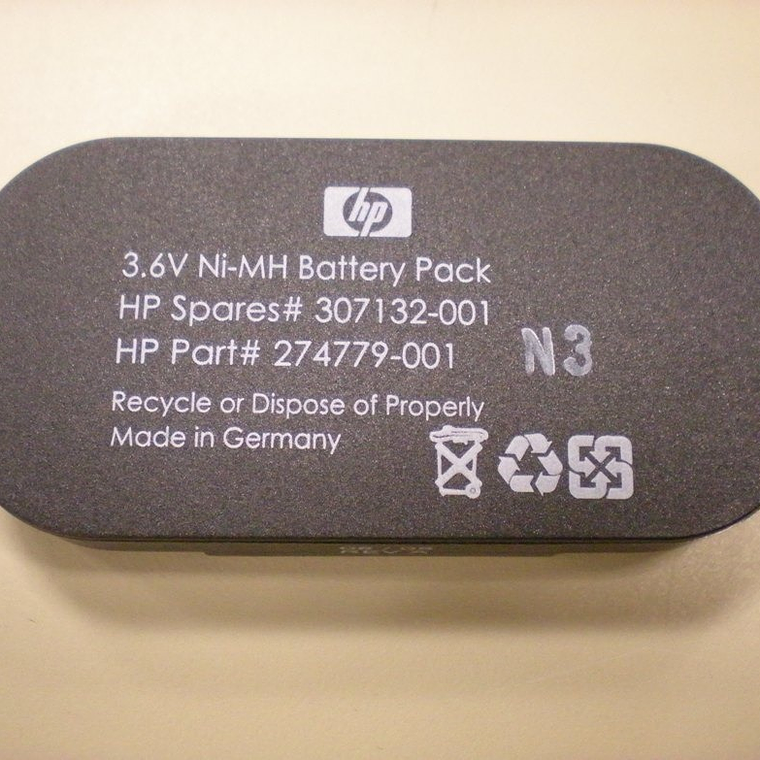 hp
3.6V Ni-MH Battery Pack
HP Spares# 307132-001
HP Part# 274779-001
N3
Recycle or Dispose of Properly
Made in Germany